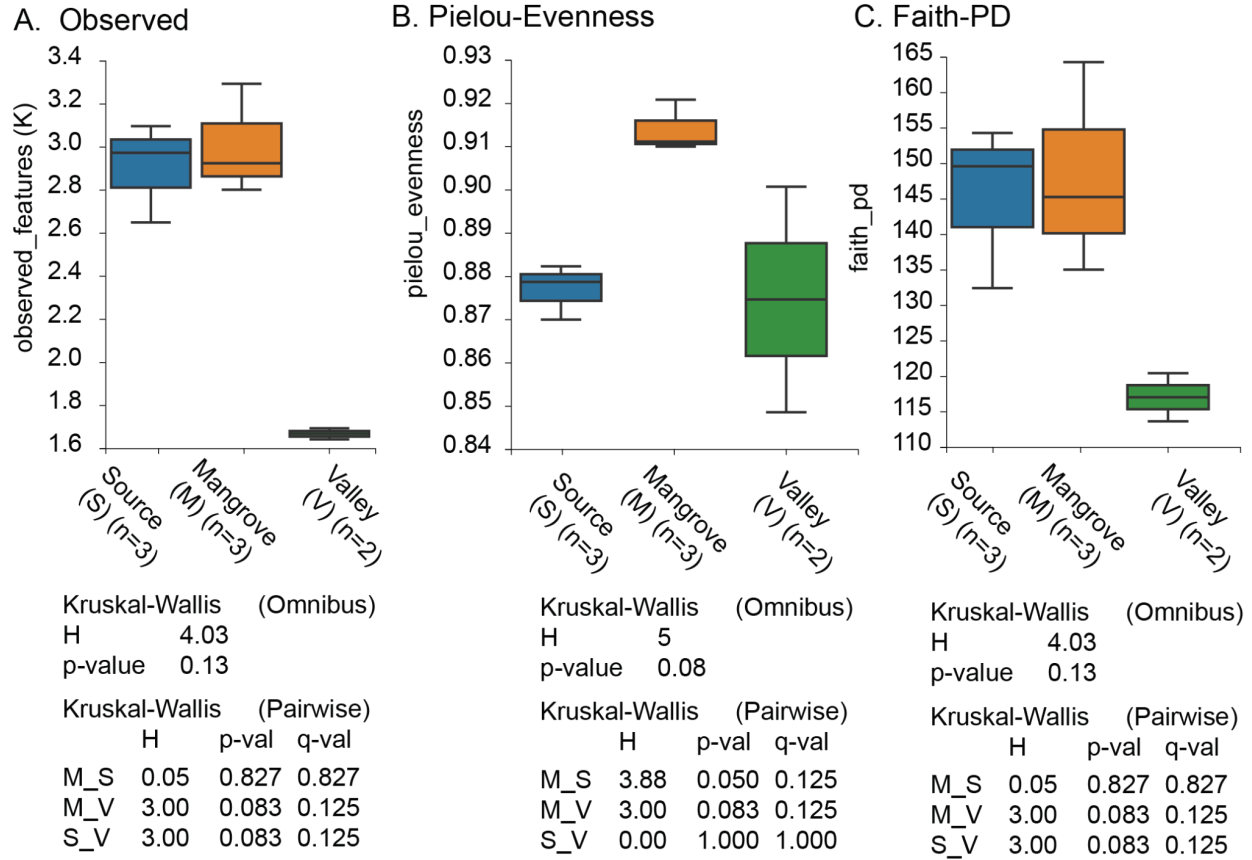 A. Observed
3.4
3.2
3.0
2.8
2.6
2.4
2.2
2.0
1.8
1.6
observed_features (K)
Source
(S) (n=3)
Mangrove
(M) (n=3)
Valley
(V) (n=2)
Kruskal-Wallis (Omnibus)
H 4.03
p-value 0.13
Kruskal-Wallis (Pairwise)
H p-val q-val
M_S 0.05 0.827 0.827
M_V 3.00 0.083 0.125
S_V 3.00 0.083 0.125
B. Pielou-Evenness
0.93
0.92
0.91
0.90
0.89
0.88
0.87
0.86
0.85
0.84
pielou_evenness
Source
(S) (n=3)
Mangrove
(M) (n=3)
Valley
(V) (n=2)
Kruskal-Wallis (Omnibus)
H 5
p-value 0.08
Kruskal-Wallis (Pairwise)
H p-val q-val
M_S 3.88 0.050 0.125
M_V 3.00 0.083 0.125
S_V 0.00 1.000 1.000
C. Faith-PD
165
160
155
150
145
140
135
130
120
115
110
faith_pd
Source
(S) (n=3)
Mangrove
(M) (n=3)
Valley
(V) (n=2)
Kruskal-Wallis (Omnibus)
H 4.03
p-value 0.13
Kruskal-Wallis (Pairwise)
H p-val q-val
M_S 0.05 0.827 0.827
M_V 3.00 0.083 0.125
S_V 3.00 0.083 0.125